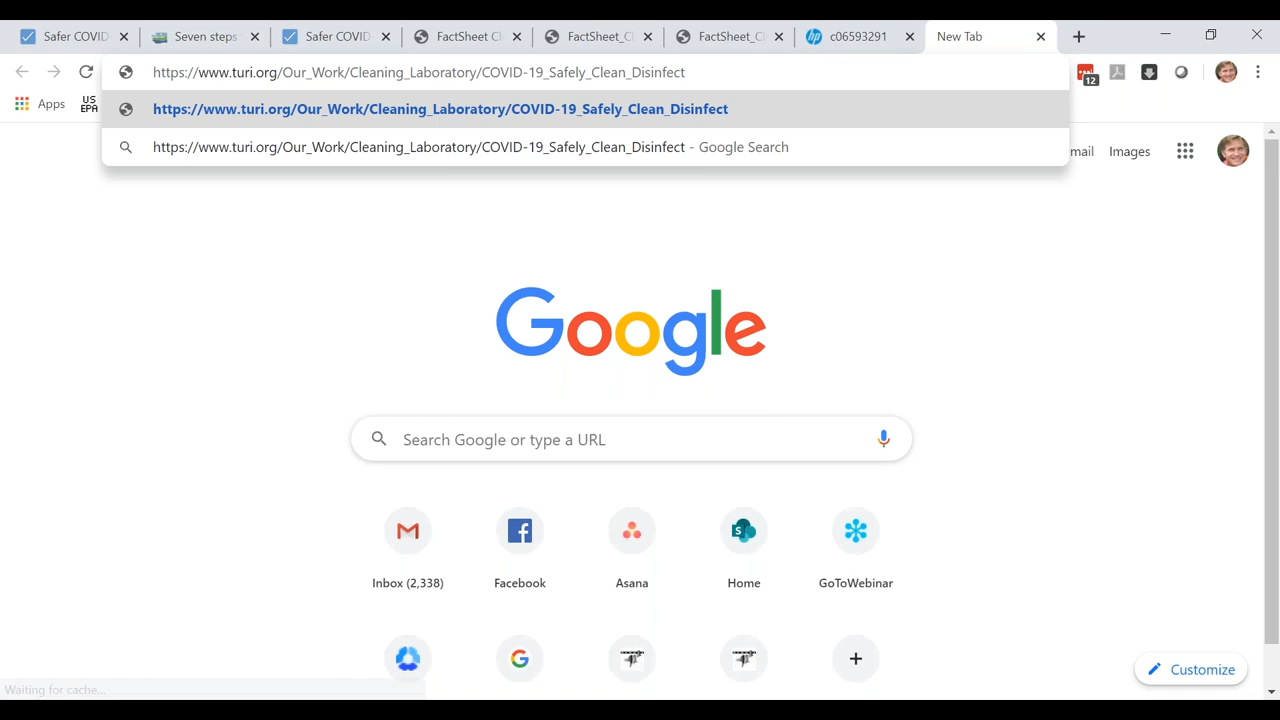 Safer COVID
Seven steps
Safer COVID
FactSheet C
FactSheet_C
FactSheet_C
c06593291
New Tab
https://www.turi.org/Our_Work/Cleaning_Laboratory/COVID-19_Safely_Clean_Disinfect
12
Apps
US
EPA
https://www.turi.org/Our_Work/Cleaning_Laboratory/COVID-19_Safely_Clean_Disinfect
https://www.turi.org/Our_Work/Cleaning_Laboratory/COVID-19_Safely_Clean_Disinfect - Google Search
mail
Images
Google
Search Google or type a URL
Inbox (2,338)
Facebook
Asana
Home
GoToWebinar
Customize
Waiting for cache...